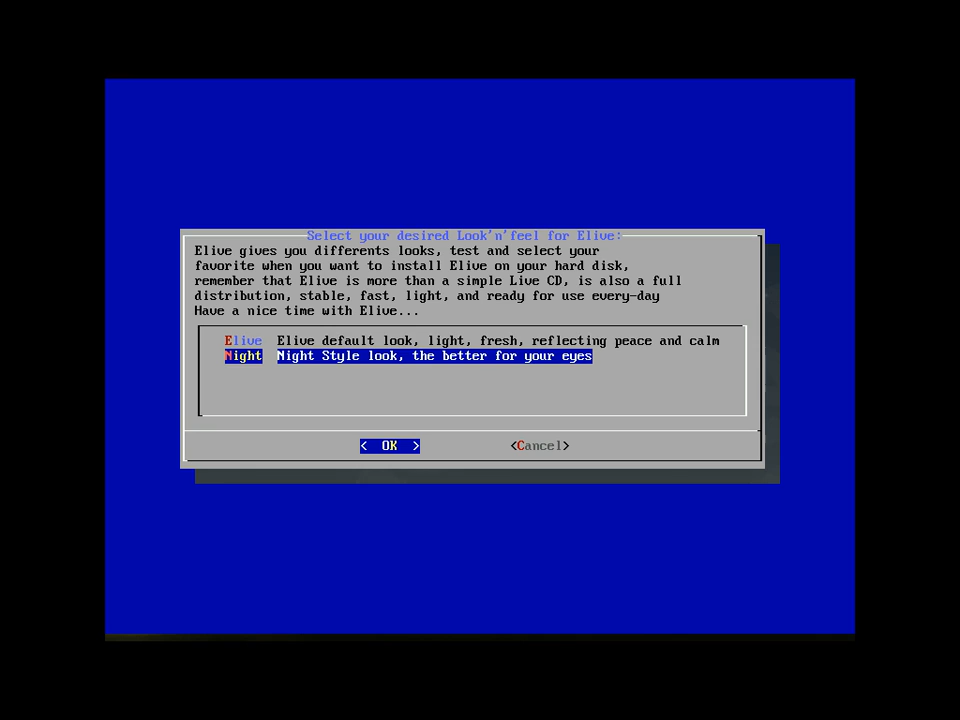 Select your desired Look'n'feel for Elive:
Elive gives you differents looks, test and select your
favorite when you want to install Elive on your hard disk,
remember that Elive is more than a simple Live CD, is also a full
distribution, stable, fast, light, and ready for use every-day
Have a nice time with Elive...
Elive  Elive default look, light, fresh, reflecting peace and calm
Night  Night Style look, the better for your eyes
<  OK  > <Cancel>